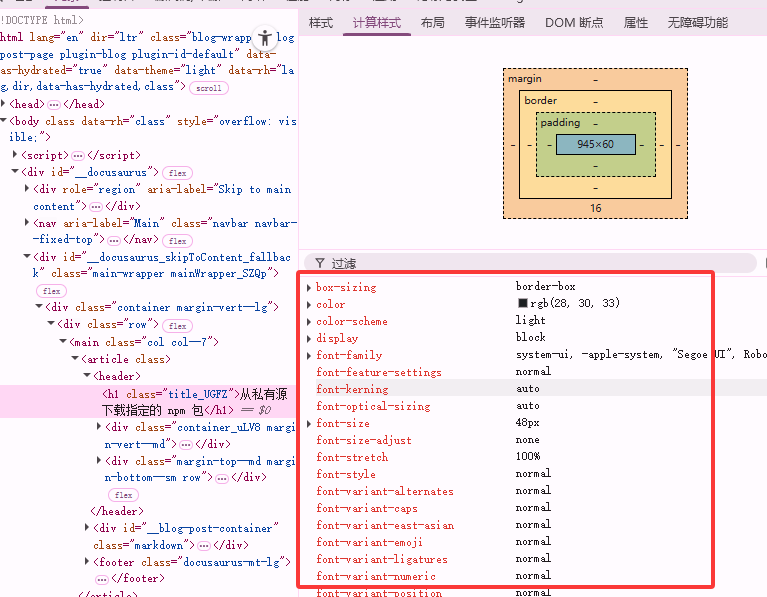 样式 计算样式 布局 事件监听器 DOM 断点 属性 无障碍功能
!DOCTYPE html>
html lang="en" dir="ltr" class="blog-wrapp log
post-page plugin-blog plugin-id-default" data-
as-hydrated="true" data-theme="light" data-rh="la
g,dir,data-has-hydrated,class"> scroll
<head> … </head>
<body class data-rh="class" style="overflow: vis
ible;">
<script> … </script>
<div id="__docusaurus"> flex
<div role="region" aria-label="Skip to main
content"> … </div>
<nav aria-label="Main" class="navbar navbar-
-fixed-top"> … </nav> flex
<div id="__docusaurus_skipToContent_fallbac
k" class="main-wrapper mainWrapper_SZQp">
flex
<div class="container margin-vert--lg">
<div class="row"> flex
<main class="col col--7">
<article class>
<header>
<h1 class="title_UGFZ">从私有源
下载指定的 npm 包</h1> == $0
<div class="container_uLV8 margi
n-vert--md"> … </div>
<div class="margin-top--md margi
n-bottom--sm row"> … </div>
flex
</header>
<div id="__blog-post-container"
class="markdown"> … </div>
<footer class="docusaurus-mt-lg">
… </footer>
</article>
margin -
border -
padding -
- - - 945×60 - - -
-
-
16
过滤
box-sizing border-box
color rgb(28, 30, 33)
color-scheme light
display block
font-family system-ui, -apple-system, "Segoe UI", Robo
font-feature-settings normal
font-kerning auto
font-optical-sizing auto
font-size 48px
font-size-adjust none
font-stretch 100%
font-style normal
font-variant-alternates normal
font-variant-caps normal
font-variant-east-asian normal
font-variant-emoji normal
font-variant-ligatures normal
font-variant-numeric normal
font-variant-position normal